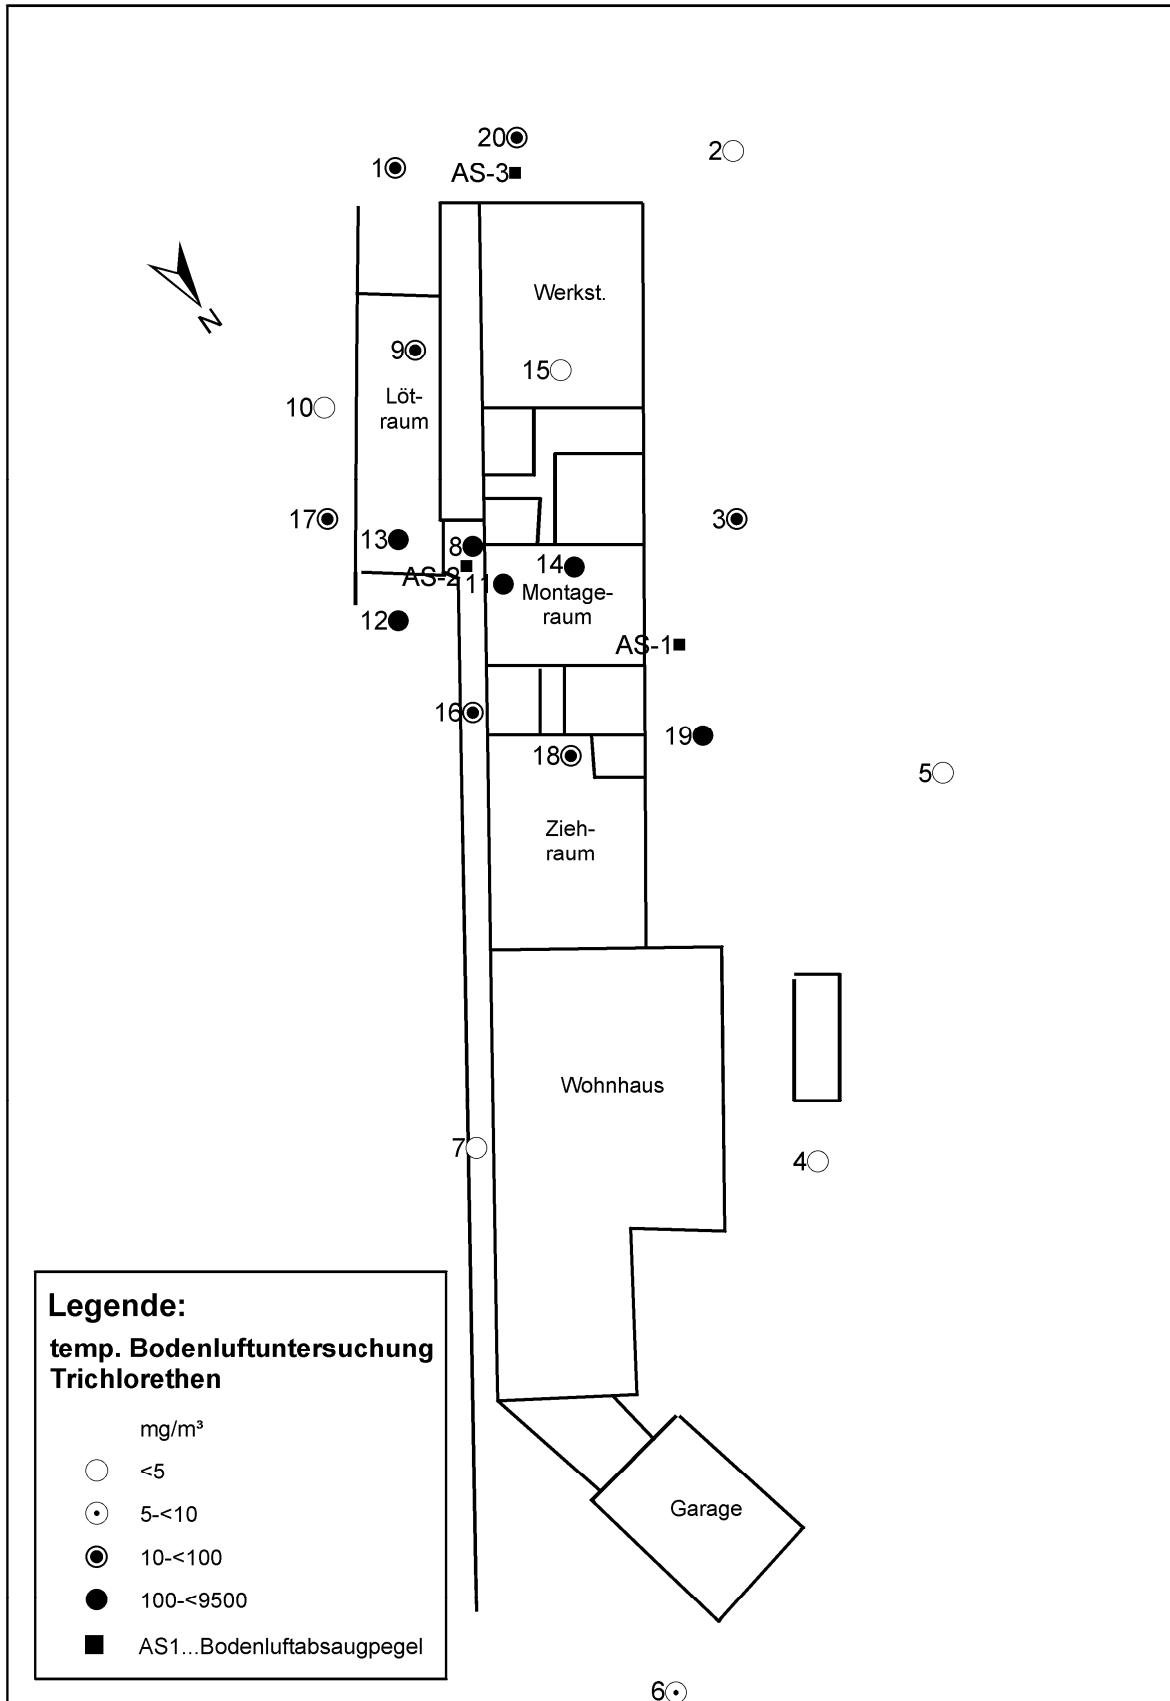 20
1
AS-3
2
N
Werkst.
9
15
Löt-
raum
10
17
3
13
8
14
AS-2
11
Montage-
raum
12
AS-1
16
19
18
5
Zieh-
raum
Wohnhaus
7
4
Legende:
temp. Bodenluftuntersuchung
Trichlorethen
mg/m³
<5
5-<10
10-<100
100-<9500
AS1...Bodenluftabsaugpegel
Garage
6